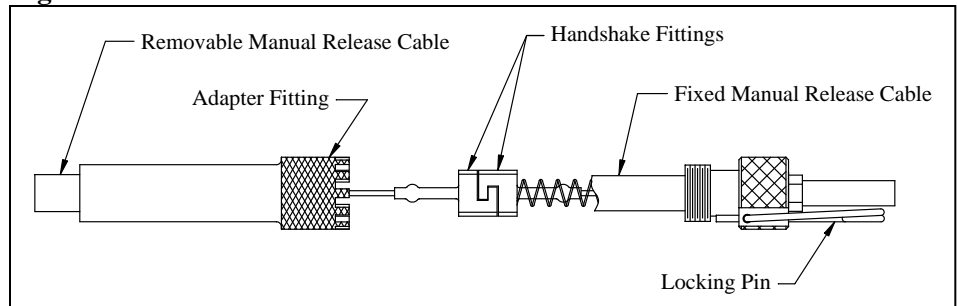 Removable Manual Release Cable
Handshake Fittings
Adapter Fitting
Fixed Manual Release Cable
Locking Pin